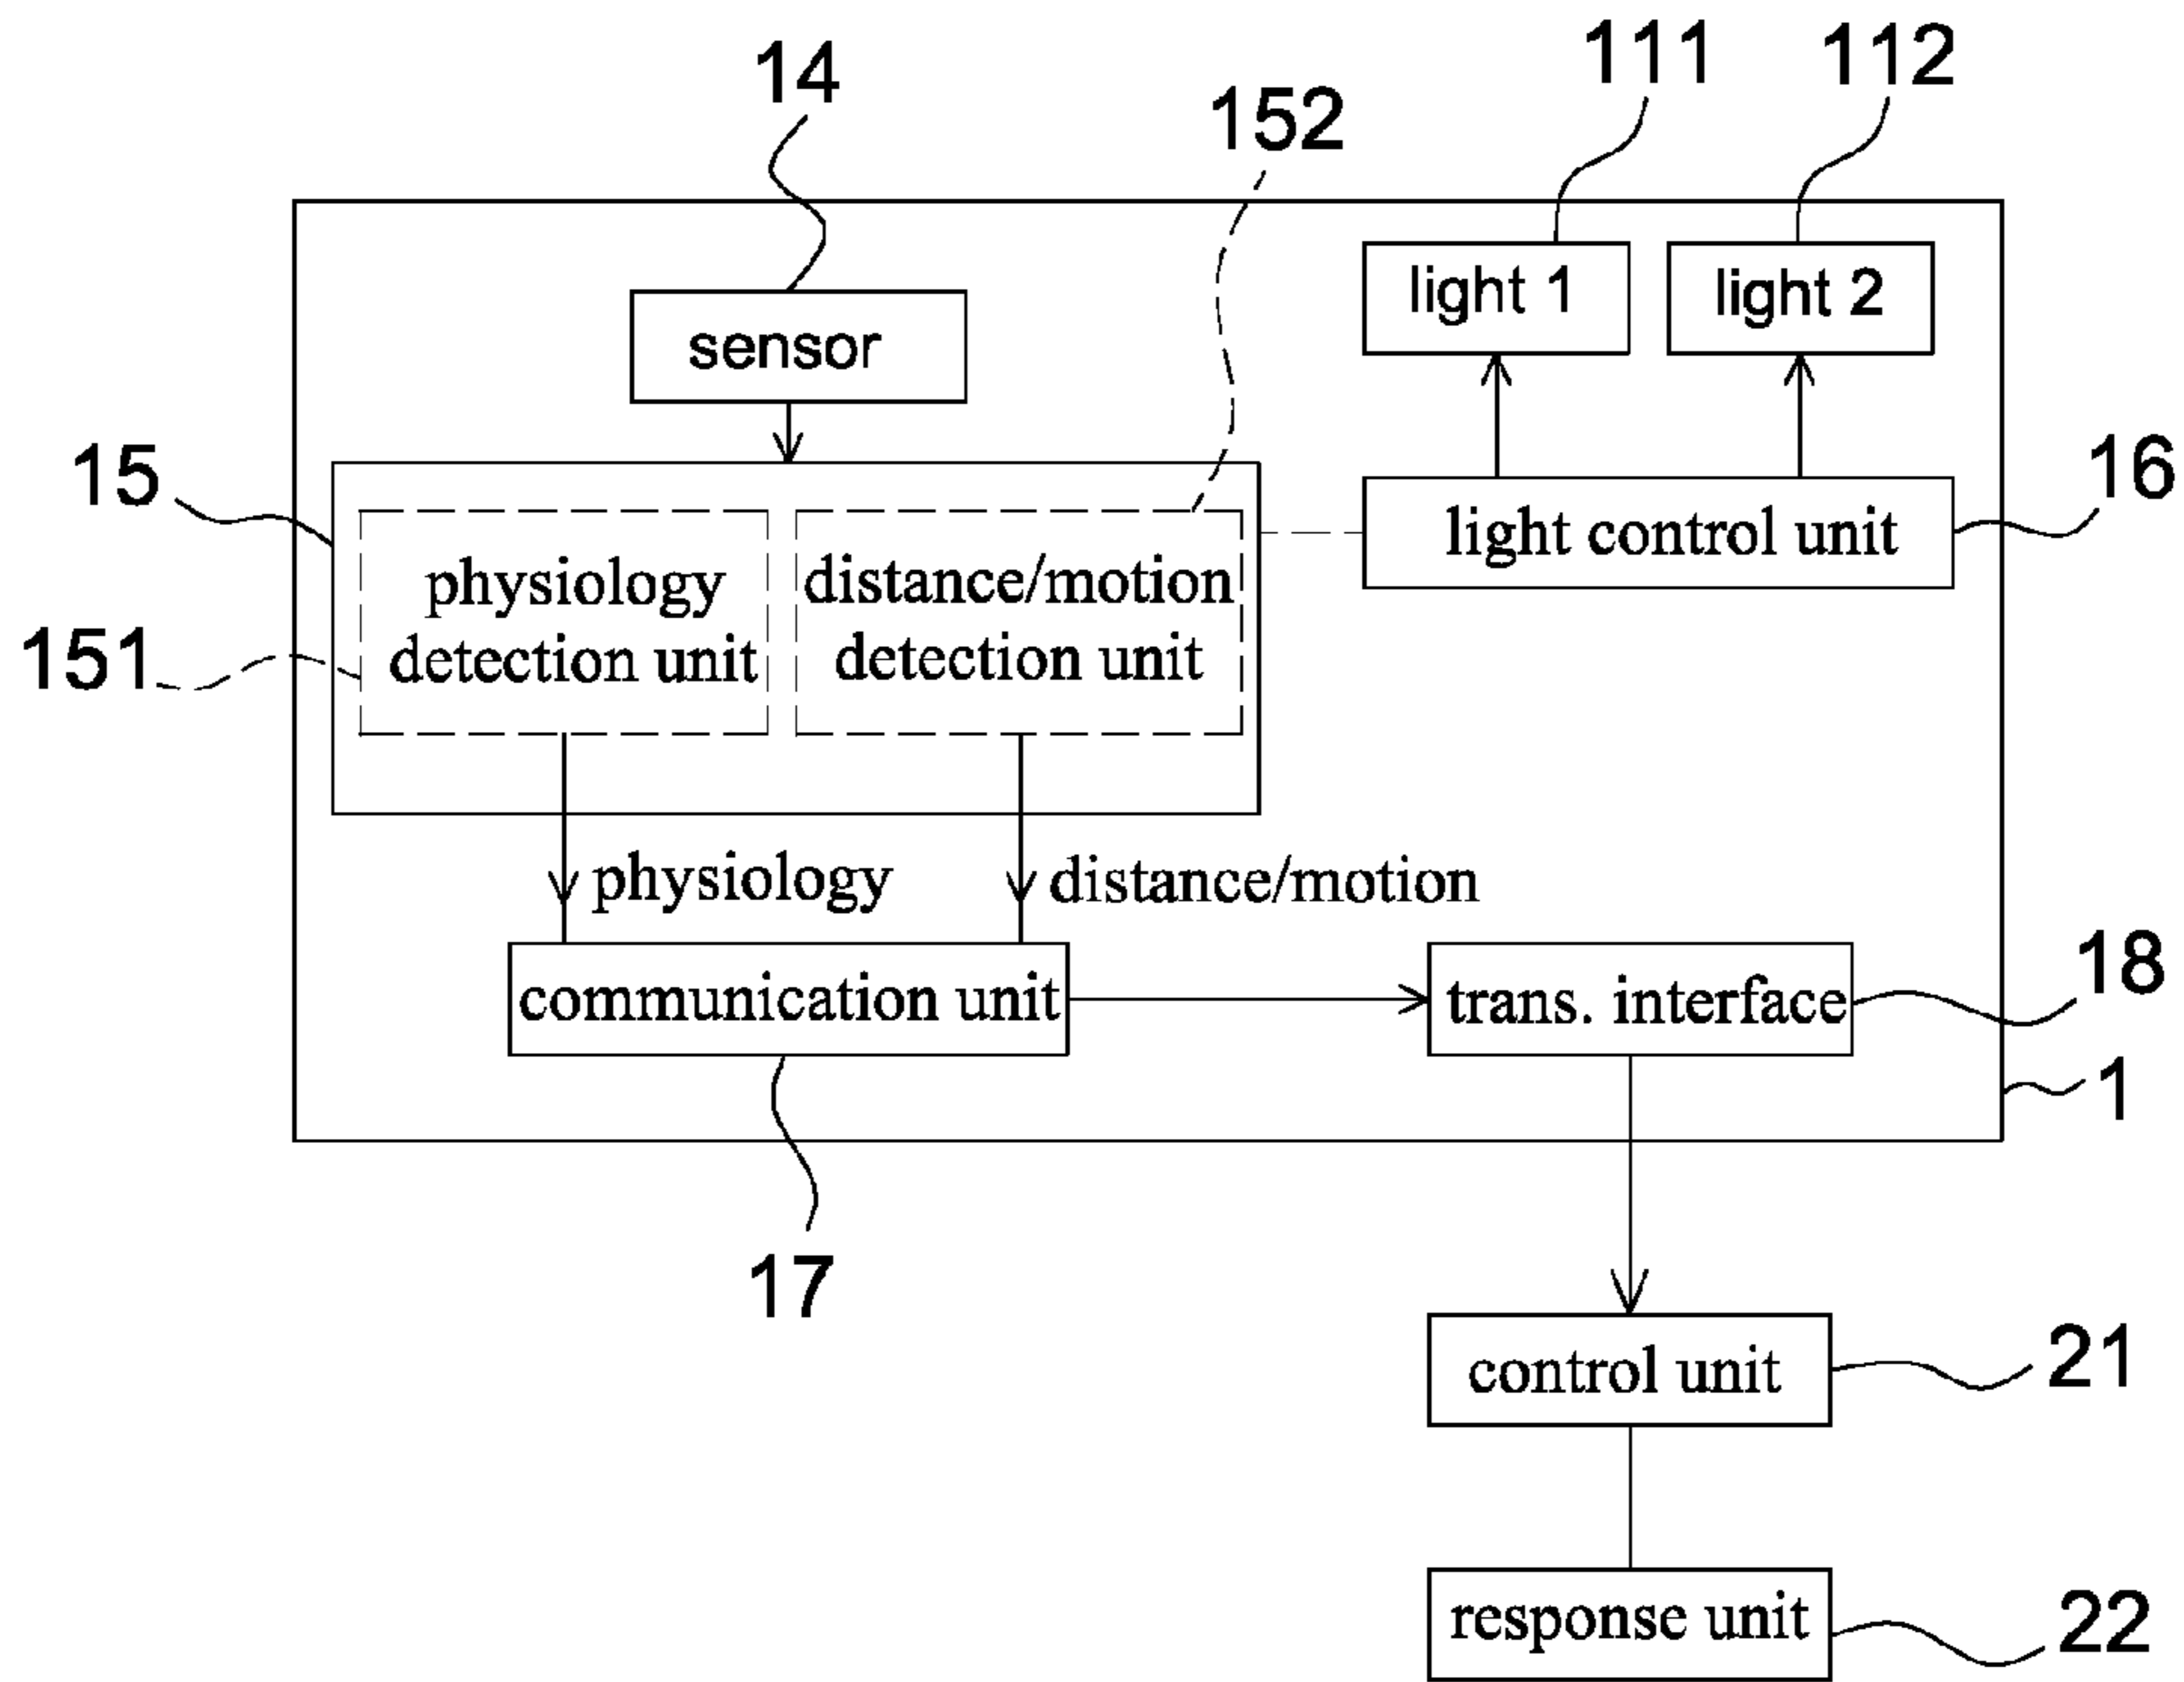 111
112
14
152
light 1
light 2
sensor
15
16
light control unit
physiology
detection unit
distance/motion
detection unit
151
physiology
distance/motion
communication unit
trans. interface
18
1
17
control unit
21
response unit
22